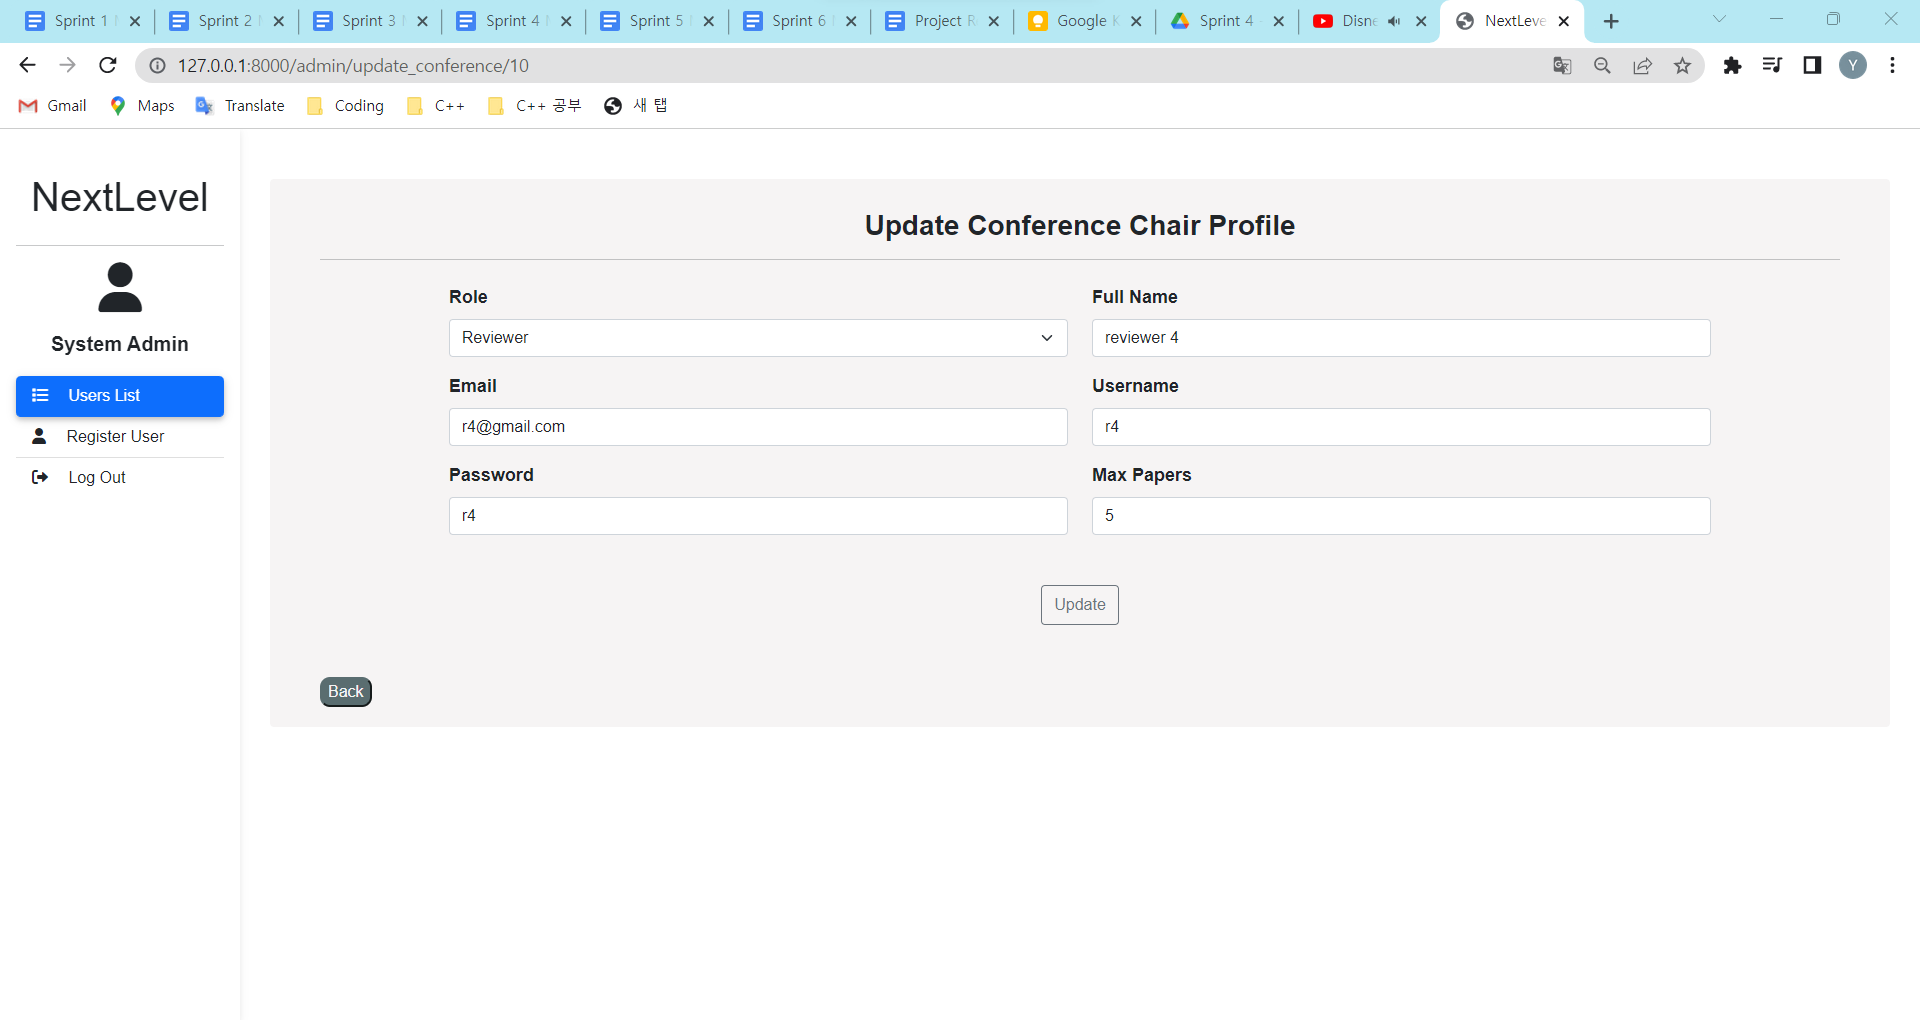 Sprint 1
Sprint 2
Sprint 3
Sprint 4
Sprint 5
Sprint 6
Project R
Google K
Sprint 4 -
Disne
NextLeve
127.0.0.1:8000/admin/update_conference/10
Y
Gmail
Maps
Translate
Coding
C++
C++ 공부
새 탭
NextLevel
System Admin
Users List
Register User
Log Out
Update Conference Chair Profile
Role
Full Name
Reviewer
reviewer 4
Email
Username
r4@gmail.com
r4
Password
Max Papers
r4
5
Update
Back